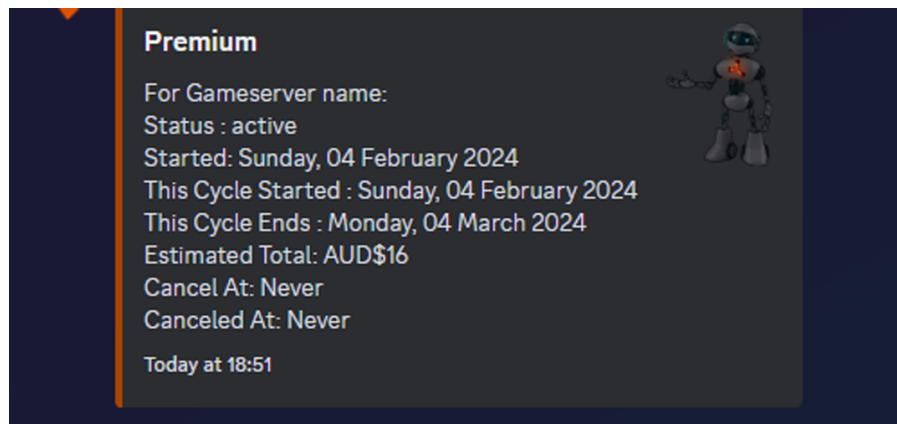 Premium
For Gameserver name:
Status : active
Started: Sunday, 04 February 2024
This Cycle Started : Sunday, 04 February 2024
This Cycle Ends : Monday, 04 March 2024
Estimated Total: AUD$16
Cancel At: Never
Canceled At: Never
Today at 18:51